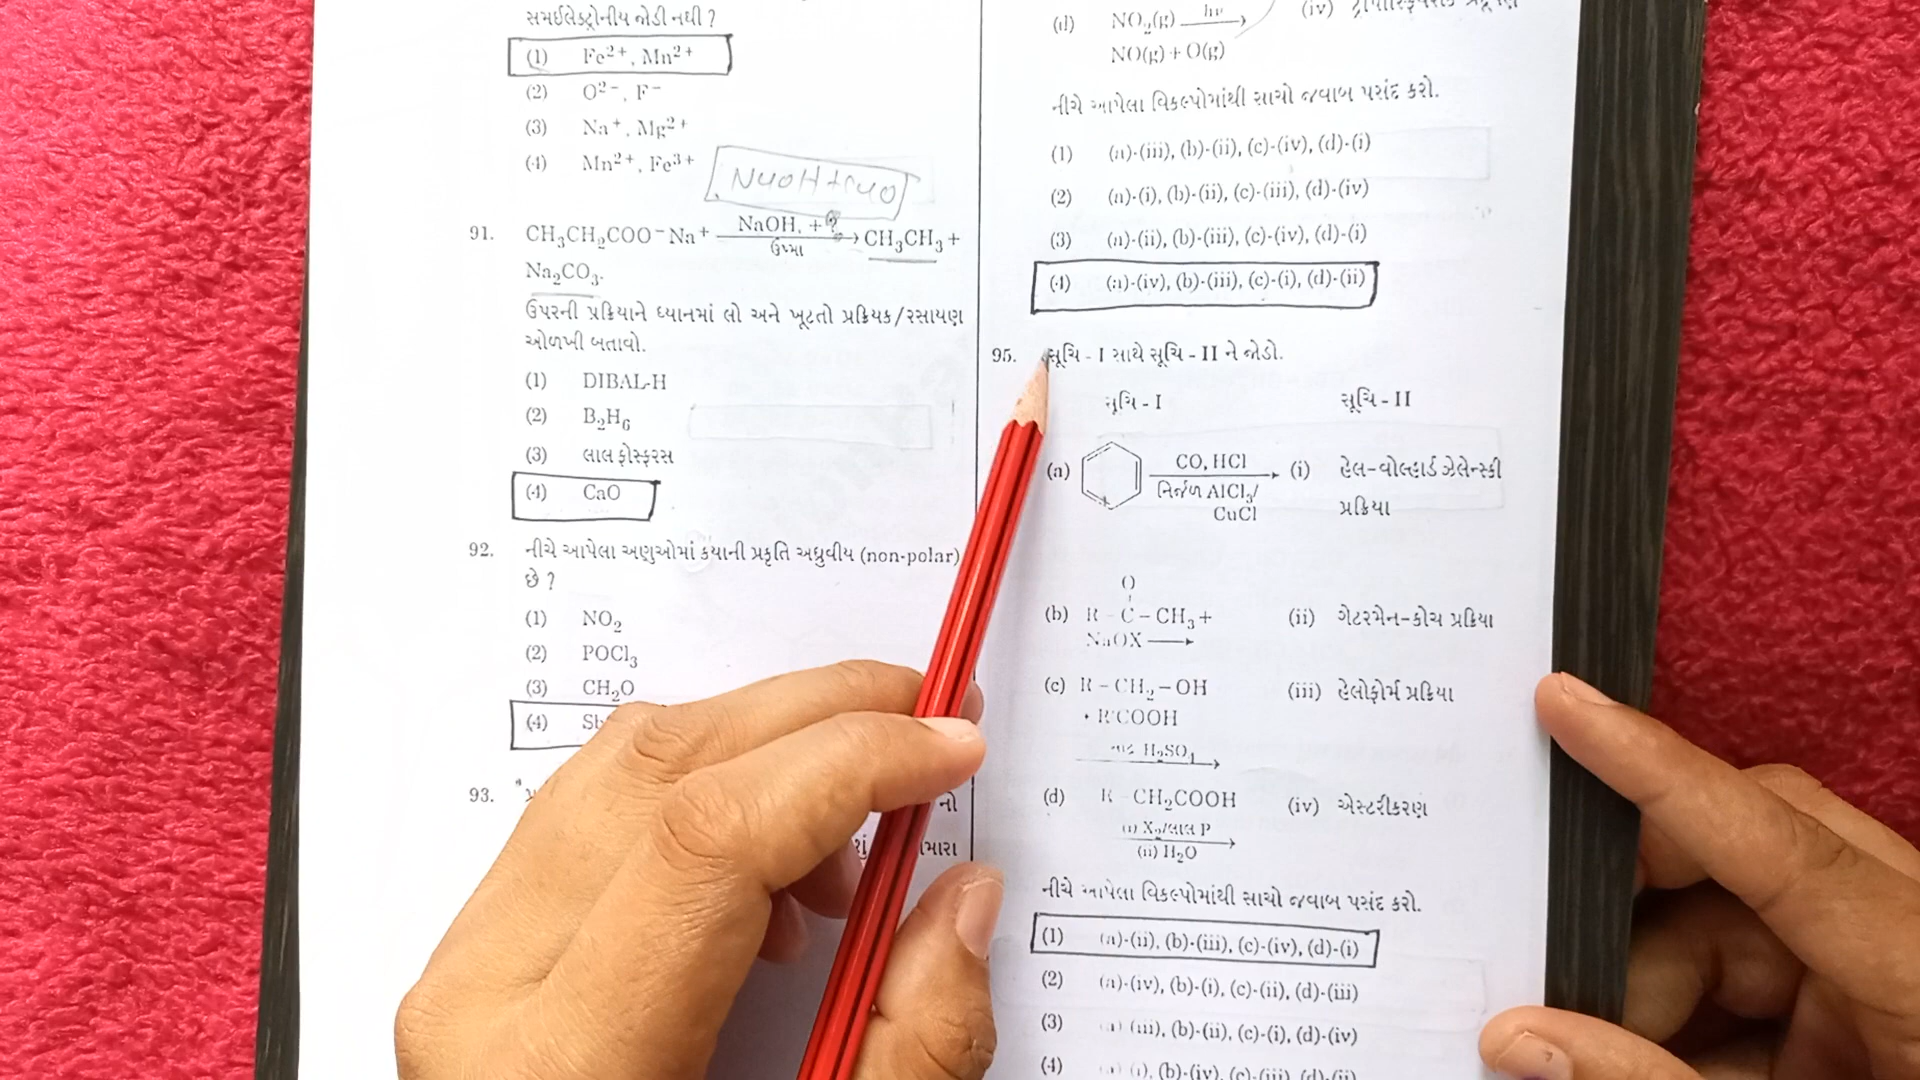 સમઈલેક્ટ્રોનીય જોડી નથી ?
(1) Fe²⁺, Mn²⁺
(2) O²⁻, F⁻
(3) Na⁺, Mg²⁺
(4) Mn²⁺, Fe³⁺
NaOH + CaO
91. CH₃CH₂COO⁻Na⁺ NaOH, + ? ઉષ્મા → CH₃CH₃ +
Na₂CO₃.
ઉપરની પ્રક્રિયાને ધ્યાનમાં લો અને ખૂટતો પ્રક્રિયક/રસાયણ
ઓળખી બતાવો.
(1) DIBAL-H
(2) B₂H₆
(3) લાલ ફોસ્ફરસ
(4) CaO
92. નીચે આપેલા અણુઓમાં કયાની પ્રકૃતિ અધ્રુવીય (non-polar)
છે ?
(1) NO₂
(2) POCl₃
(3) CH₂O
(4)
93.
નો
મારા
(d) NO₂(g) hν →
NO(g) + O(g)
(iv)
નીચે આપેલા વિકલ્પોમાંથી સાચો જવાબ પસંદ કરો.
(1) (a)-(iii), (b)-(ii), (c)-(iv), (d)-(i)
(2) (a)-(i), (b)-(ii), (c)-(iii), (d)-(iv)
(3) (a)-(ii), (b)-(iii), (c)-(iv), (d)-(i)
(4) (a)-(iv), (b)-(iii), (c)-(i), (d)-(ii)
95. સૂચિ - I સાથે સૂચિ - II ને જોડો.
સૂચિ - I સૂચિ - II
(a) CO, HCl → (i) હેલ-વોલ્હાર્ડ ઝેલેન્સ્કી
નિર્જળ AlCl₃/ પ્રક્રિયા
CuCl
O
(b) R - C - CH₃ + (ii) ગેટરમેન-કોચ પ્રક્રિયા
NaOX →
(c) R - CH₂ - OH (iii) હેલોફોર્મ પ્રક્રિયા
+ R'COOH
સાંદ્ર H₂SO₄ →
(d) R - CH₂COOH (iv) એસ્ટરીકરણ
(i) X₂/લાલ P →
(ii) H₂O
નીચે આપેલા વિકલ્પોમાંથી સાચો જવાબ પસંદ કરો.
(1) (a)-(ii), (b)-(iii), (c)-(iv), (d)-(i)
(2) (a)-(iv), (b)-(i), (c)-(ii), (d)-(iii)
(3) (a)-(iii), (b)-(ii), (c)-(i), (d)-(iv)
(4) (a)-(i), (b)-(iv), (c)-(iii), (d)-(ii)